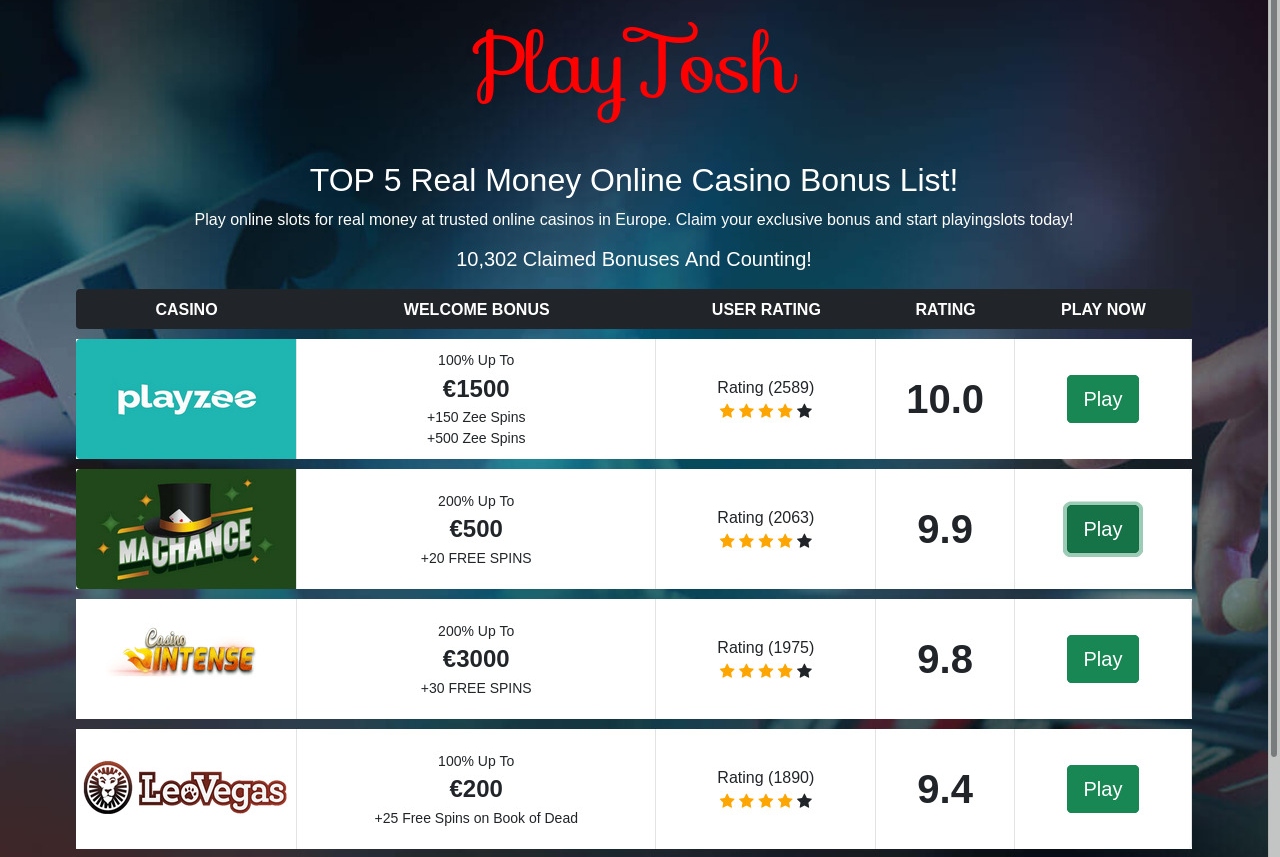 Play Tosh
TOP 5 Real Money Online Casino Bonus List!
Play online slots for real money at trusted online casinos in Europe. Claim your exclusive bonus and start playingslots today!
10,302 Claimed Bonuses And Counting!
CASINO WELCOME BONUS USER RATING RATING PLAY NOW
playzee
100% Up To
€1500
+150 Zee Spins
+500 Zee Spins
Rating (2589)
10.0
Play
MACHANCE
200% Up To
€500
+20 FREE SPINS
Rating (2063)
9.9
Play
Casino
INTENSE
200% Up To
€3000
+30 FREE SPINS
Rating (1975)
9.8
Play
LeoVegas
100% Up To
€200
+25 Free Spins on Book of Dead
Rating (1890)
9.4
Play